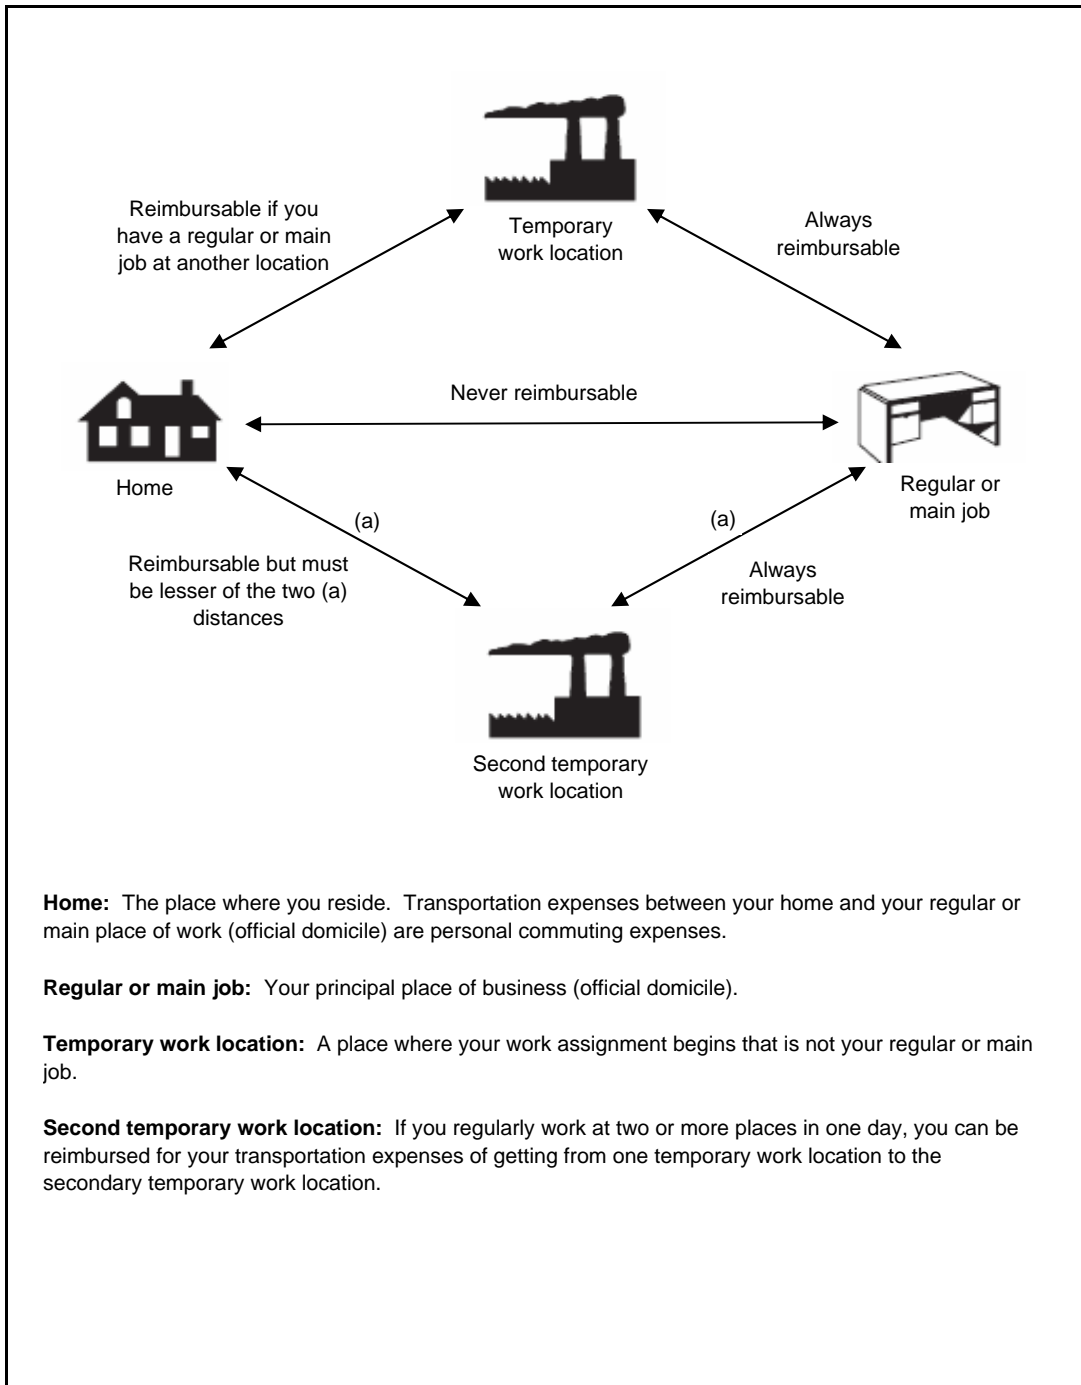 Temporary
work location
Reimbursable if you
have a regular or main
job at another location
Always
reimbursable
Never reimbursable
Home
Regular or
main job
(a)
(a)
Reimbursable but must
be lesser of the two (a)
distances
Always
reimbursable
Second temporary
work location
Home:  The place where you reside.  Transportation expenses between your home and your regular or
main place of work (official domicile) are personal commuting expenses.
Regular or main job:  Your principal place of business (official domicile).
Temporary work location:  A place where your work assignment begins that is not your regular or main
job.
Second temporary work location:  If you regularly work at two or more places in one day, you can be
reimbursed for your transportation expenses of getting from one temporary work location to the
secondary temporary work location.